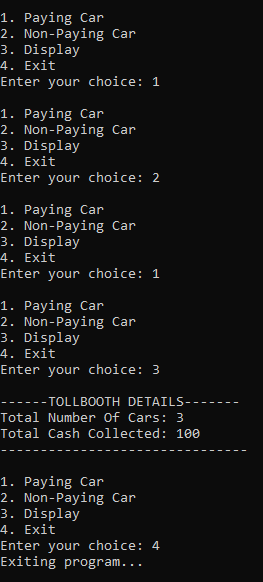 1. Paying Car
2. Non-Paying Car
3. Display
4. Exit
Enter your choice: 1
1. Paying Car
2. Non-Paying Car
3. Display
4. Exit
Enter your choice: 2
1. Paying Car
2. Non-Paying Car
3. Display
4. Exit
Enter your choice: 1
1. Paying Car
2. Non-Paying Car
3. Display
4. Exit
Enter your choice: 3
------TOLLBOOTH DETAILS-------
Total Number Of Cars: 3
Total Cash Collected: 100
-------------------------------
1. Paying Car
2. Non-Paying Car
3. Display
4. Exit
Enter your choice: 4
Exiting program...